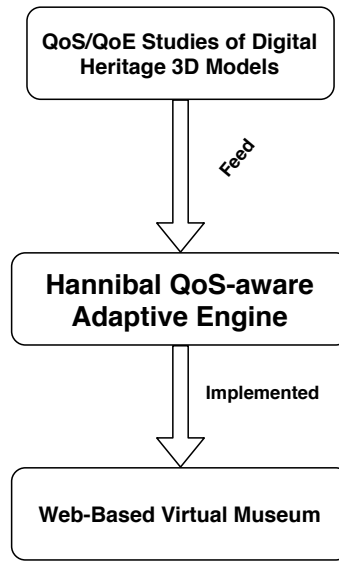 QoS/QoE Studies of Digital
Heritage 3D Models
Feed
Hannibal QoS-aware
Adaptive Engine
Implemented
Web-Based Virtual Museum